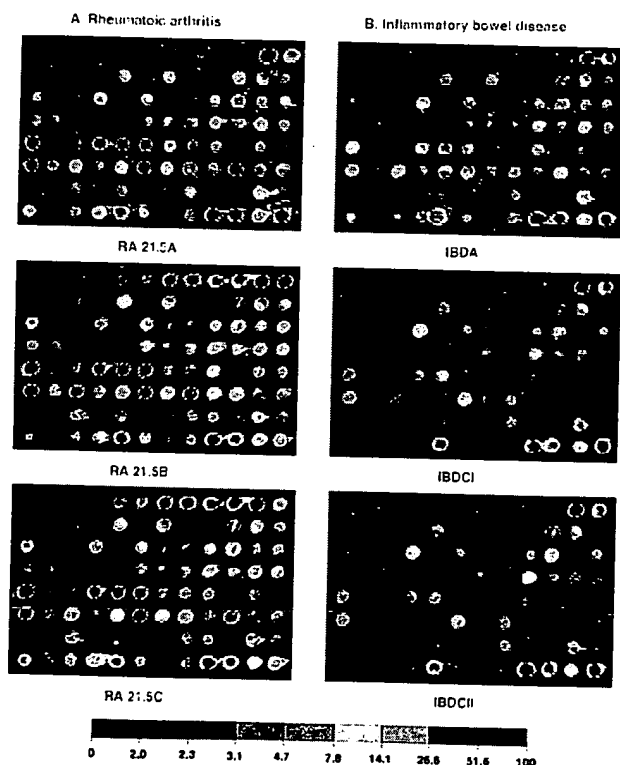 A. Rheumatoid arthritis
B. Inflammatory bowel disease
RA 21.5A
IBDA
RA 21.5B
IBDCI
RA 21.5C
IBDCII
0 2.0 2.3 3.1 4.7 7.8 14.1 26.6 51.6 100